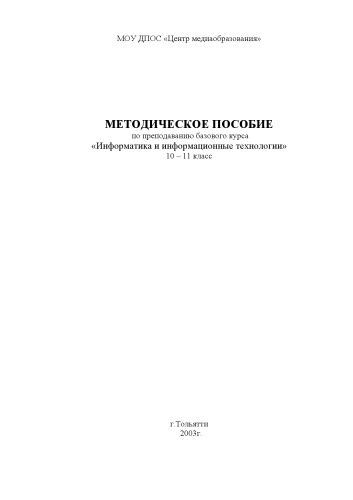 МОУ ДПОС «Центр медиаобразования»
МЕТОДИЧЕСКОЕ ПОСОБИЕ
по преподаванию базового курса
«Информатика и информационные технологии»
10 – 11 класс
г.Тольятти
2003г.